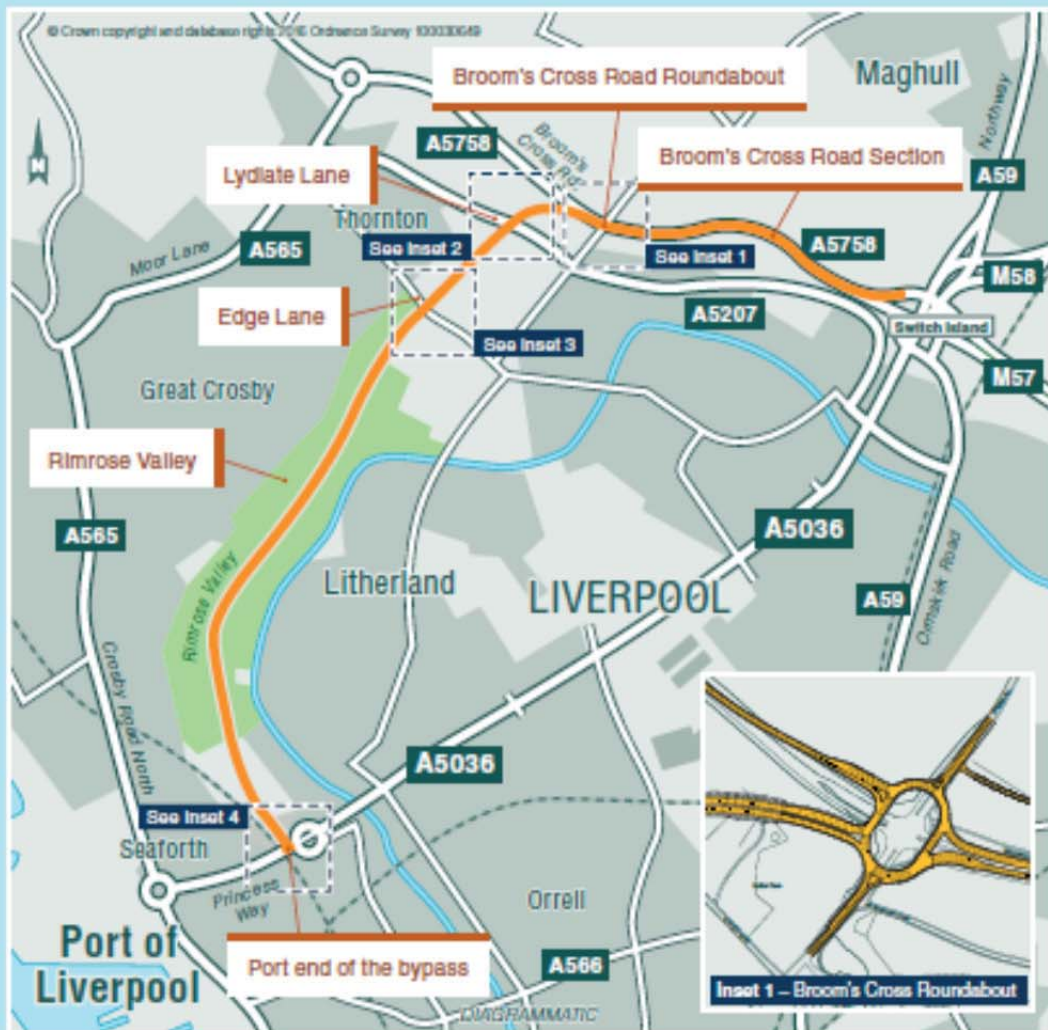 © Crown copyright and database rights 2016 Ordnance Survey 100030649
Broom's Cross Road Roundabout
Maghull
A5758
Broom's
Cross Rd
Northway
Lydiate Lane
Broom's Cross Road Section
A59
Thornton
Moor Lane
A565
See Inset 2
See Inset 1
A5758
M58
Edge Lane
A5207
Switch Island
See Inset 3
M57
Great Crosby
Rimrose Valley
A565
A5036
Rimrose Valley
Litherland
LIVERPOOL
A59
Ormskirk Road
Crosby Road North
A5036
See Inset 4
Seaforth
Princess
Way
Orrell
Port of
Liverpool
Port end of the bypass
A566
DIAGRAMMATIC
Inset 1 – Broom's Cross Roundabout
N